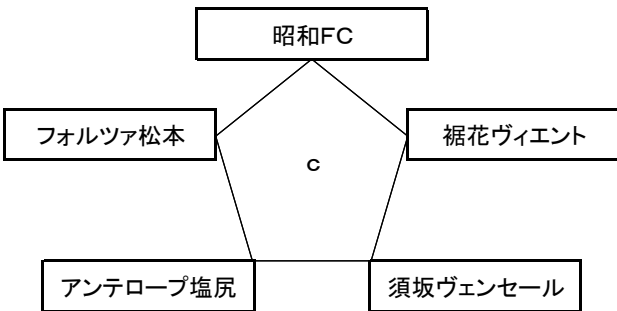 昭和FC
フォルツァ松本
裾花ヴィエント
C
アンテロープ塩尻
須坂ヴェンセール